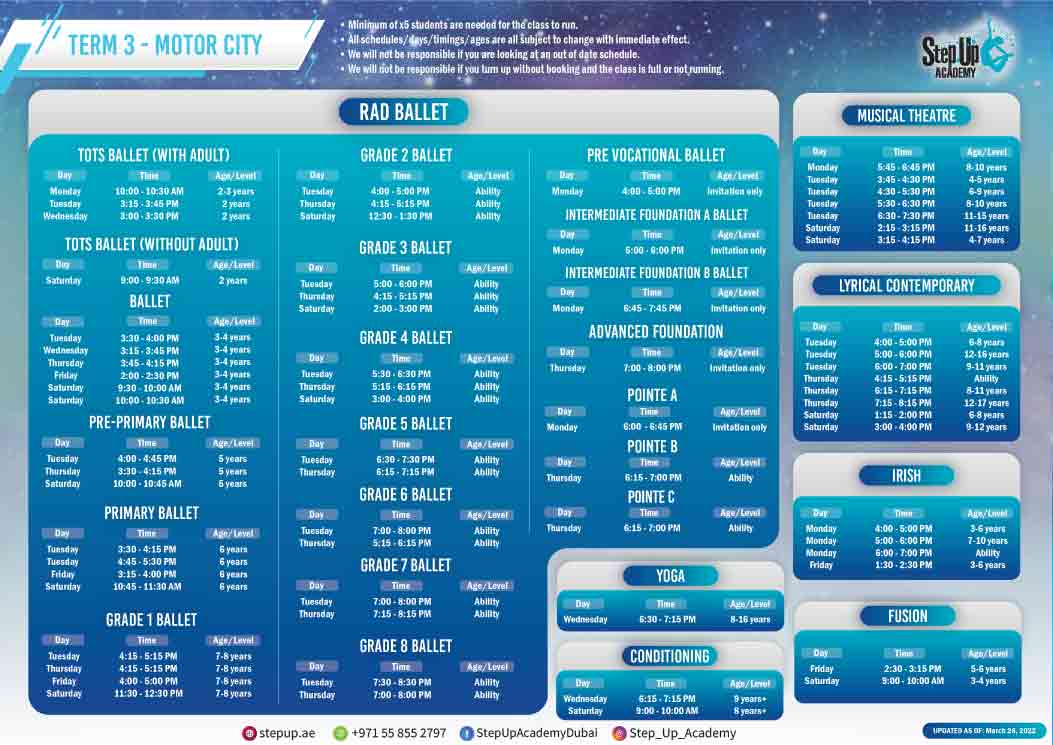 TERM 3 - MOTOR CITY
• Minimum of x5 students are needed for the class to run.
• All schedules/days/timings/ages are all subject to change with immediate effect.
• We will not be responsible if you are looking at an out of date schedule.
• We will not be responsible if you turn up without booking and the class is full or not running.
Step Up
ACADEMY
RAD BALLET
TOTS BALLET (WITH ADULT)
Day Time Age/Level
Monday 10:00 - 10:30 AM 2-3 years
Tuesday 3:15 - 3:45 PM 2 years
Wednesday 3:00 - 3:30 PM 2 years
TOTS BALLET (WITHOUT ADULT)
Day Time Age/Level
Saturday 9:00 - 9:30 AM 2 years
BALLET
Day Time Age/Level
Tuesday 3:30 - 4:00 PM 3-4 years
Wednesday 3:15 - 3:45 PM 3-4 years
Thursday 3:45 - 4:15 PM 3-4 years
Friday 2:00 - 2:30 PM 3-4 years
Saturday 9:30 - 10:00 AM 3-4 years
Saturday 10:00 - 10:30 AM 3-4 years
PRE-PRIMARY BALLET
Day Time Age/Level
Tuesday 4:00 - 4:45 PM 5 years
Thursday 3:30 - 4:15 PM 5 years
Saturday 10:00 - 10:45 AM 5 years
PRIMARY BALLET
Day Time Age/Level
Tuesday 3:30 - 4:15 PM 6 years
Tuesday 4:45 - 5:30 PM 6 years
Friday 3:15 - 4:00 PM 6 years
Saturday 10:45 - 11:30 AM 6 years
GRADE 1 BALLET
Day Time Age/Level
Tuesday 4:15 - 5:15 PM 7-8 years
Thursday 4:15 - 5:15 PM 7-8 years
Friday 4:00 - 5:00 PM 7-8 years
Saturday 11:30 - 12:30 PM 7-8 years
GRADE 2 BALLET
Day Time Age/Level
Tuesday 4:00 - 5:00 PM Ability
Thursday 4:15 - 5:15 PM Ability
Saturday 12:30 - 1:30 PM Ability
GRADE 3 BALLET
Day Time Age/Level
Tuesday 5:00 - 6:00 PM Ability
Thursday 4:15 - 5:15 PM Ability
Saturday 2:00 - 3:00 PM Ability
GRADE 4 BALLET
Day Time Age/Level
Tuesday 5:30 - 6:30 PM Ability
Thursday 5:15 - 6:15 PM Ability
Saturday 3:00 - 4:00 PM Ability
GRADE 5 BALLET
Day Time Age/Level
Tuesday 6:30 - 7:30 PM Ability
Thursday 6:15 - 7:15 PM Ability
GRADE 6 BALLET
Day Time Age/Level
Tuesday 7:00 - 8:00 PM Ability
Thursday 5:15 - 6:15 PM Ability
GRADE 7 BALLET
Day Time Age/Level
Tuesday 7:00 - 8:00 PM Ability
Thursday 7:15 - 8:15 PM Ability
GRADE 8 BALLET
Day Time Age/Level
Tuesday 7:30 - 8:30 PM Ability
Thursday 7:00 - 8:00 PM Ability
PRE VOCATIONAL BALLET
Day Time Age/Level
Monday 4:00 - 5:00 PM Invitation only
INTERMEDIATE FOUNDATION A BALLET
Day Time Age/Level
Monday 5:00 - 6:00 PM Invitation only
INTERMEDIATE FOUNDATION B BALLET
Day Time Age/Level
Monday 6:45 - 7:45 PM Invitation only
ADVANCED FOUNDATION
Day Time Age/Level
Thursday 7:00 - 8:00 PM Invitation only
POINTE A
Day Time Age/Level
Monday 6:00 - 6:45 PM Invitation only
POINTE B
Day Time Age/Level
Thursday 6:15 - 7:00 PM Ability
POINTE C
Day Time Age/Level
Thursday 6:15 - 7:00 PM Ability
YOGA
Day Time Age/Level
Wednesday 6:30 - 7:15 PM 8-16 years
CONDITIONING
Day Time Age/Level
Wednesday 6:15 - 7:15 PM 9 years+
Saturday 9:00 - 10:00 AM 8 years+
MUSICAL THEATRE
Day Time Age/Level
Monday 5:45 - 6:45 PM 8-10 years
Tuesday 3:45 - 4:30 PM 4-5 years
Tuesday 4:30 - 5:30 PM 6-9 years
Tuesday 5:30 - 6:30 PM 8-10 years
Tuesday 6:30 - 7:30 PM 11-15 years
Saturday 2:15 - 3:15 PM 11-16 years
Saturday 3:15 - 4:15 PM 4-7 years
LYRICAL CONTEMPORARY
Day Time Age/Level
Tuesday 4:00 - 5:00 PM 6-8 years
Tuesday 5:00 - 6:00 PM 12-16 years
Tuesday 6:00 - 7:00 PM 9-11 years
Thursday 4:15 - 5:15 PM Ability
Thursday 6:15 - 7:15 PM 8-11 years
Thursday 7:15 - 8:15 PM 12-17 years
Saturday 1:15 - 2:00 PM 6-8 years
Saturday 3:00 - 4:00 PM 9-12 years
IRISH
Day Time Age/Level
Monday 4:00 - 5:00 PM 3-6 years
Monday 5:00 - 6:00 PM 7-10 years
Monday 6:00 - 7:00 PM Ability
Friday 1:30 - 2:30 PM 3-6 years
FUSION
Day Time Age/Level
Friday 2:30 - 3:15 PM 5-6 years
Saturday 9:00 - 10:00 AM 3-4 years
stepup.ae
+971 55 855 2797
StepUpAcademyDubai
Step_Up_Academy
UPDATED AS OF: March 26, 2022